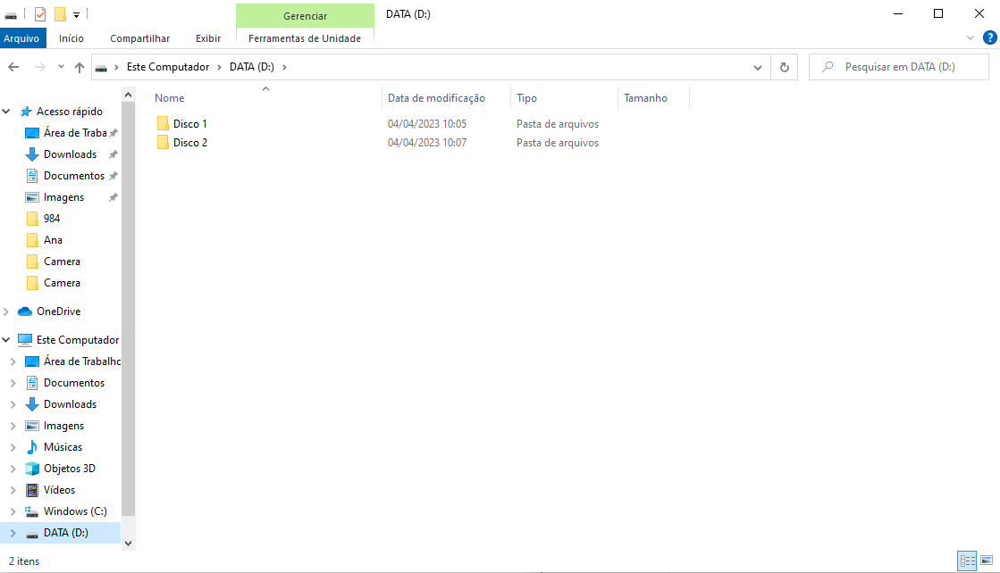 Gerenciar
DATA (D:)
Arquivo
Início
Compartilhar
Exibir
Ferramentas de Unidade
?
Este Computador
DATA (D:)
Pesquisar em DATA (D:)
Acesso rápido
Área de Traba
Downloads
Documentos
Imagens
984
Ana
Camera
Camera
OneDrive
Este Computador
Área de Trabalho
Documentos
Downloads
Imagens
Músicas
Objetos 3D
Vídeos
Windows (C:)
DATA (D:)
Nome
Data de modificação
Tipo
Tamanho
Disco 1
04/04/2023 10:05
Pasta de arquivos
Disco 2
04/04/2023 10:07
Pasta de arquivos
2 itens